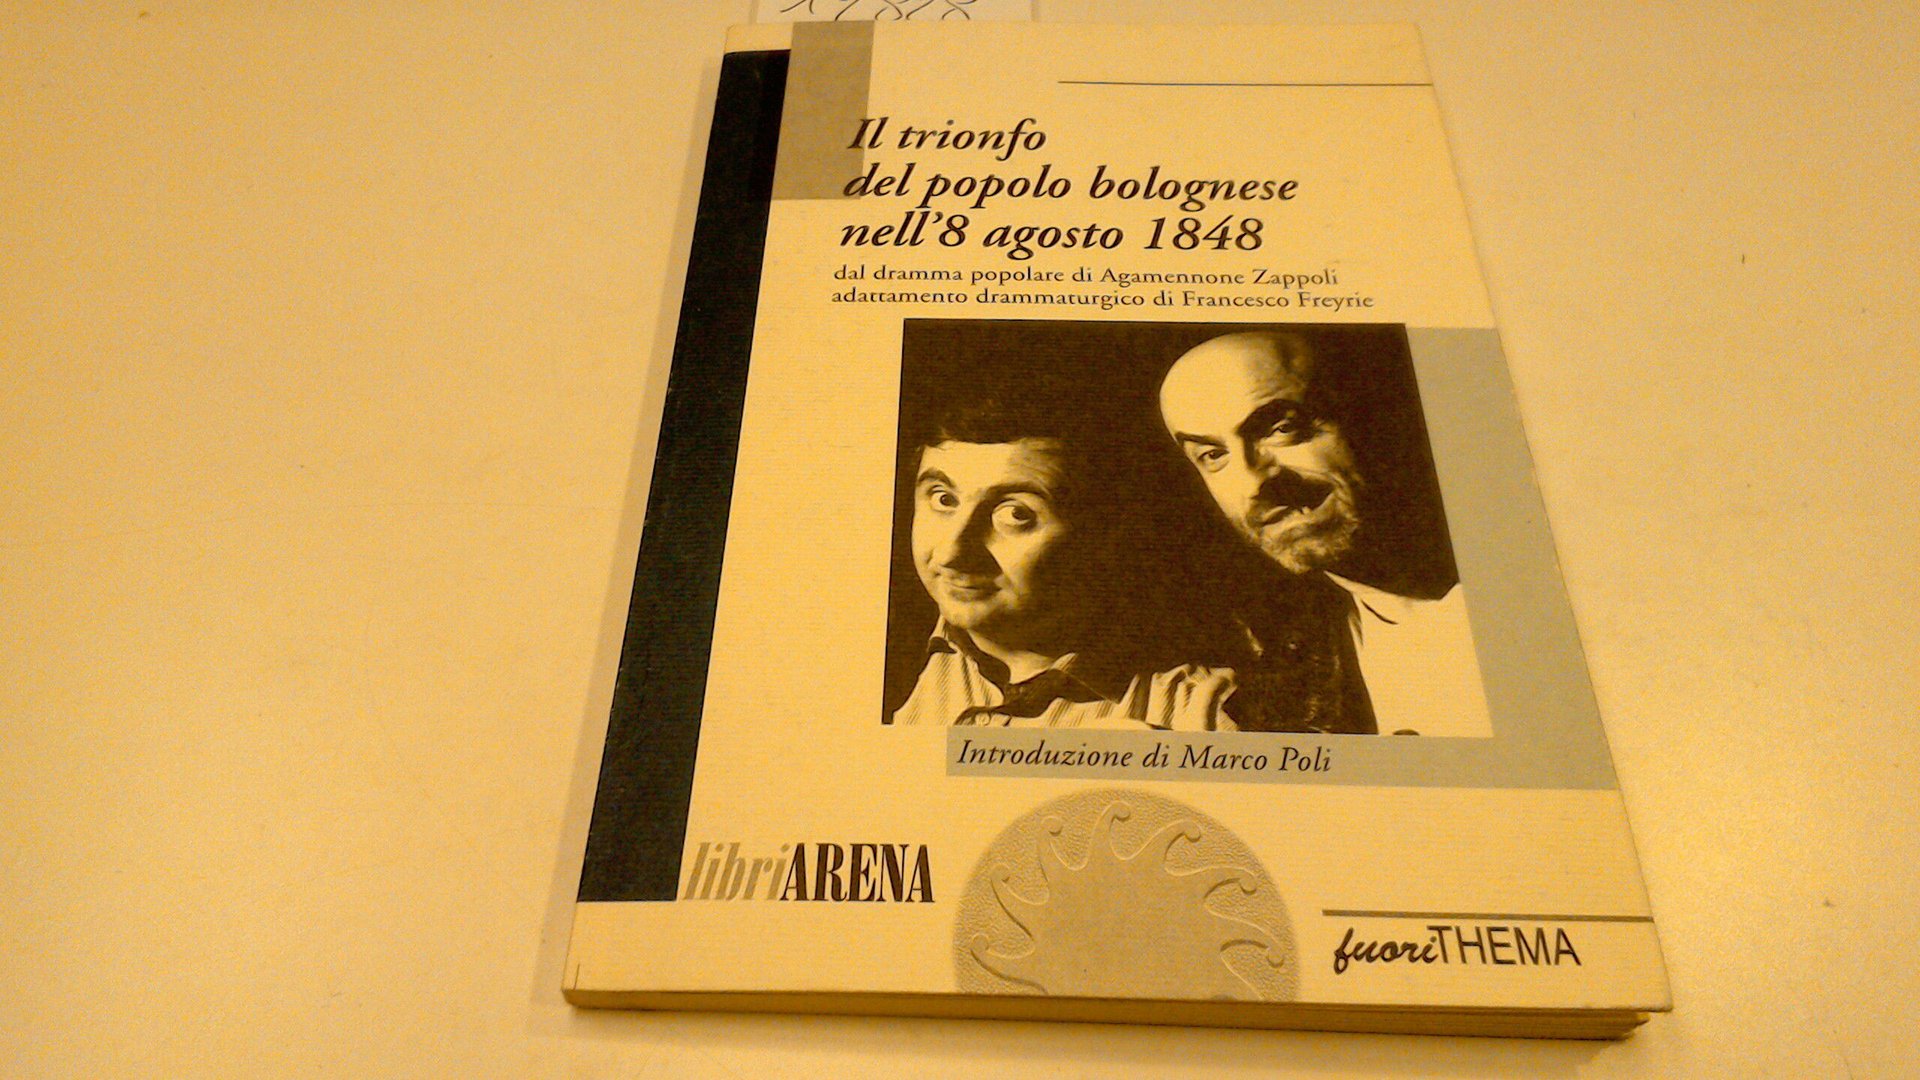 Il trionfo
del popolo bolognese
nell'8 agosto 1848
dal dramma popolare di Agamennone Zappoli
adattamento drammaturgico di Francesco Freyrie
Introduzione di Marco Poli
libriARENA
fuoriTHEMA